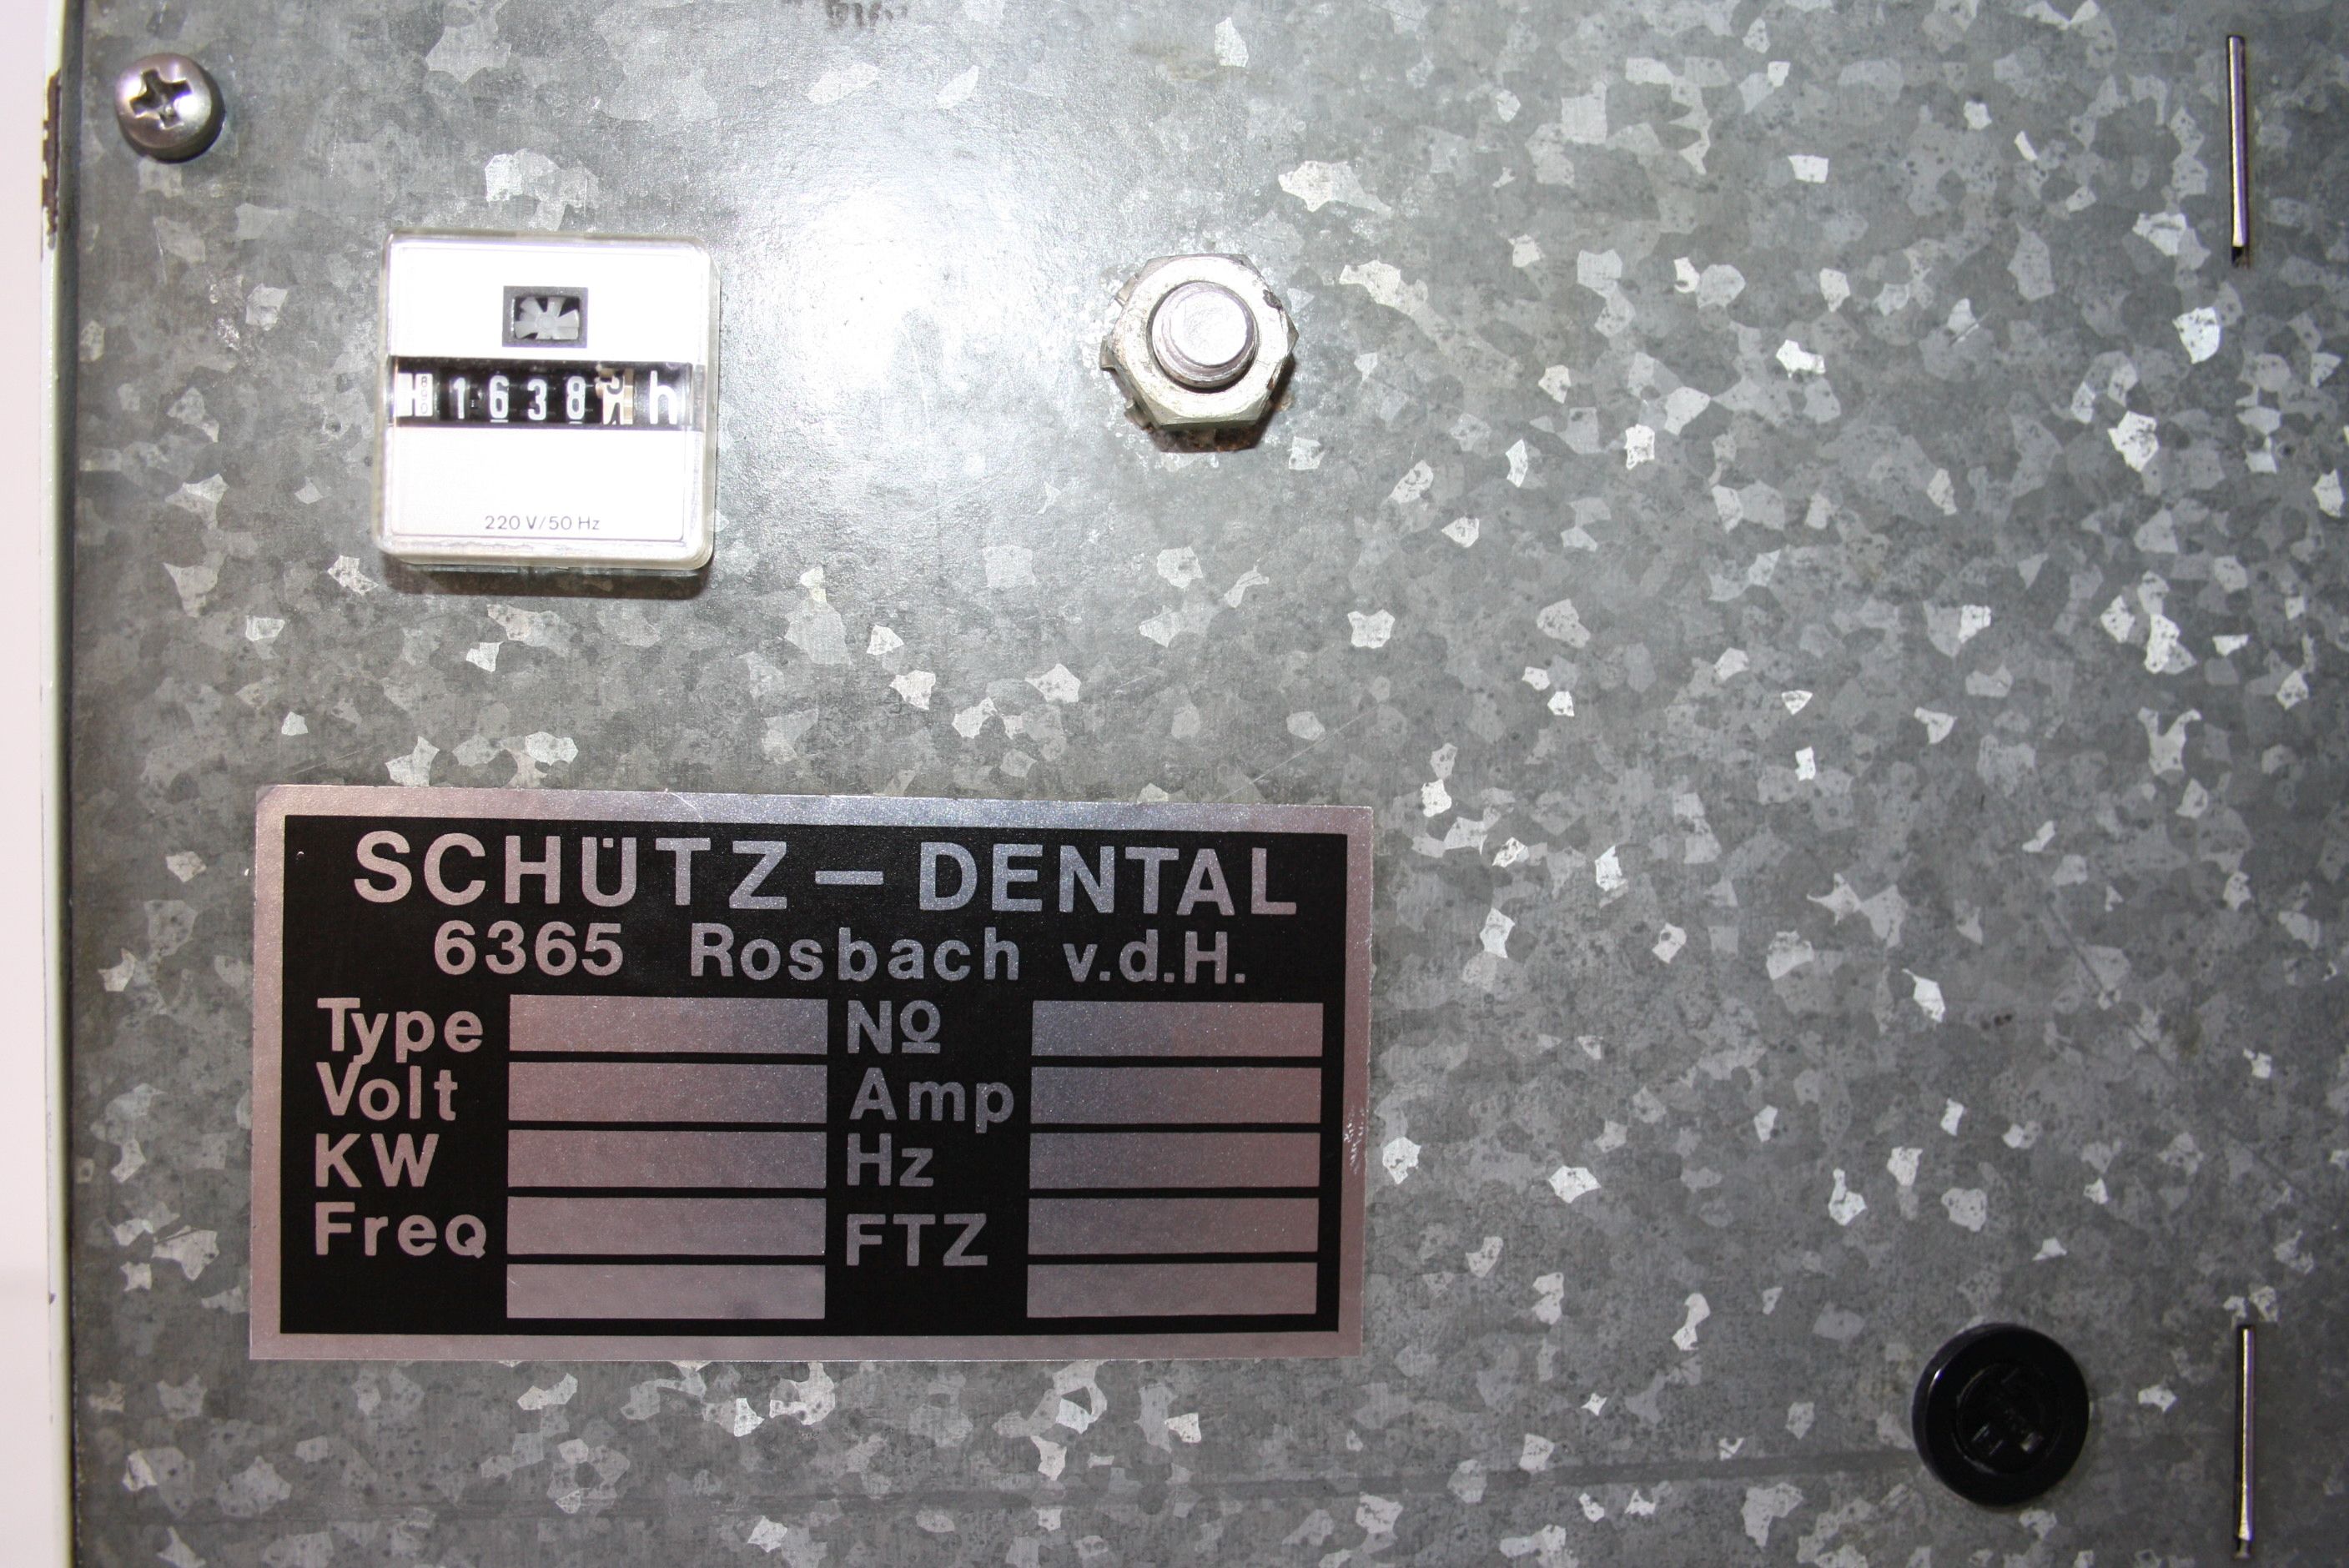 1638 h
220 V/50 Hz
SCHÜTZ – DENTAL
6365 Rosbach v.d.H.
Type Nº
Volt Amp
KW Hz
Freq FTZ